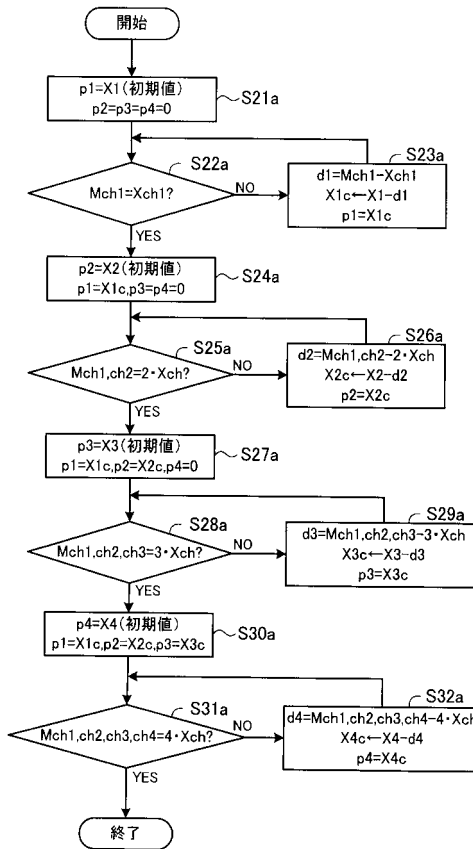 開始
p1=X1(初期値)
p2=p3=p4=0
S21a
S22a
Mch1=Xch1?
NO
YES
S23a
d1=Mch1-Xch1
X1c←X1-d1
p1=X1c
p2=X2(初期値)
p1=X1c,p3=p4=0
S24a
S25a
Mch1,ch2=2・Xch?
NO
YES
S26a
d2=Mch1,ch2-2・Xch
X2c←X2-d2
p2=X2c
p3=X3(初期値)
p1=X1c,p2=X2c,p4=0
S27a
S28a
Mch1,ch2,ch3=3・Xch?
NO
YES
S29a
d3=Mch1,ch2,ch3-3・Xch
X3c←X3-d3
p3=X3c
p4=X4(初期値)
p1=X1c,p2=X2c,p3=X3c
S30a
S31a
Mch1,ch2,ch3,ch4=4・Xch?
NO
YES
S32a
d4=Mch1,ch2,ch3,ch4-4・Xch
X4c←X4-d4
p4=X4c
終了